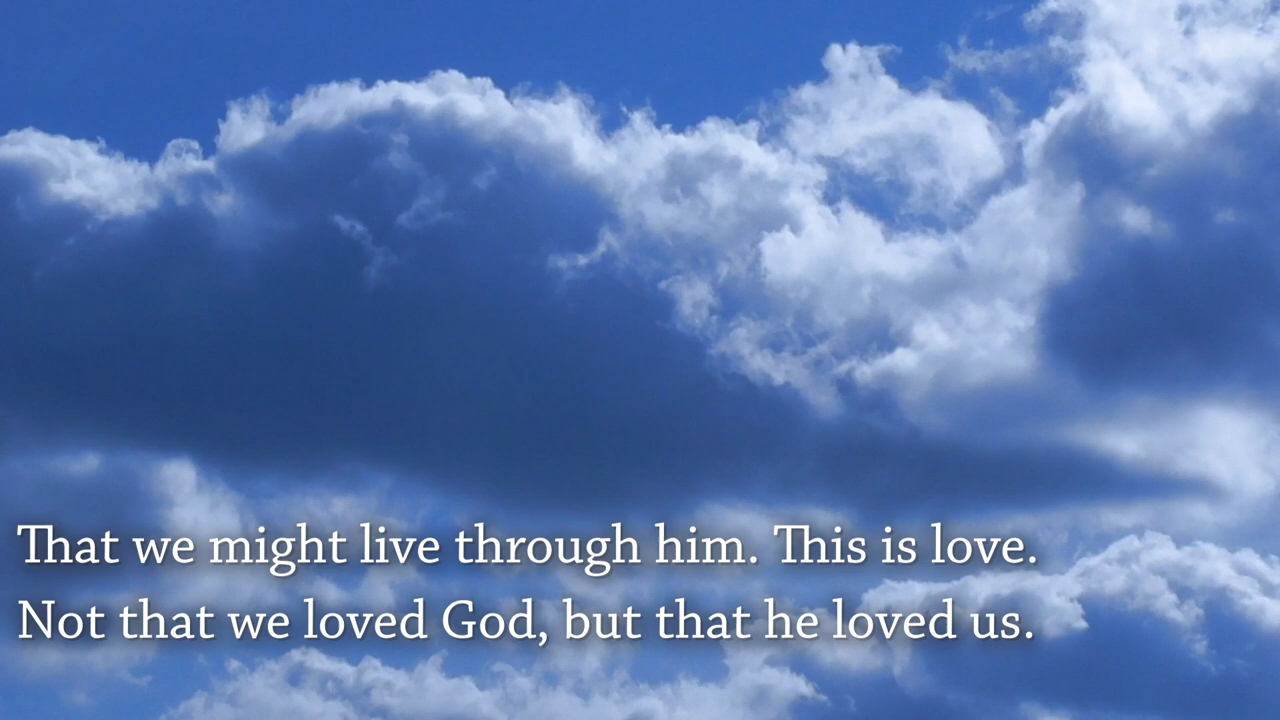 That we might live through him. This is love.
Not that we loved God, but that he loved us.